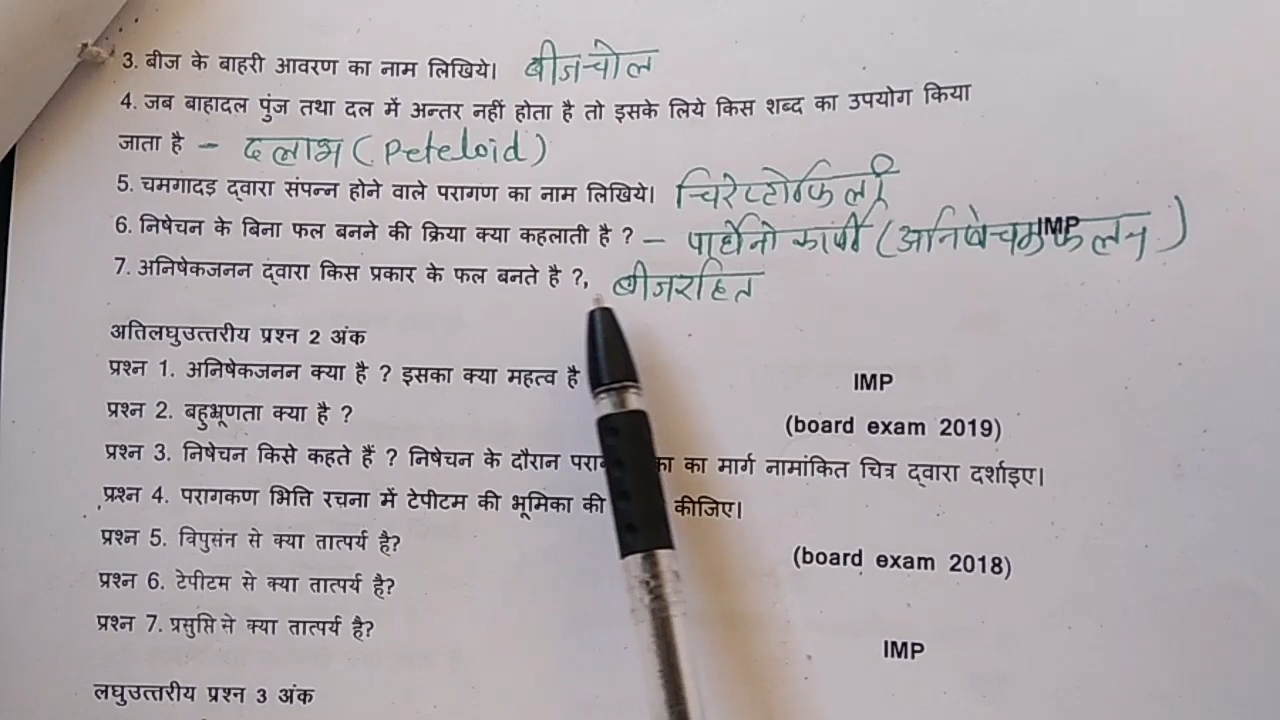 3. बीज के बाहरी आवरण का नाम लिखिये। बीजचोल
4. जब बाहादल पुंज तथा दल में अन्तर नहीं होता है तो इसके लिये किस शब्द का उपयोग किया
जाता है – दलाभ (Peteloid)
5. चमगादड़ द्वारा संपन्न होने वाले परागण का नाम लिखिये। चिरेप्टोफिली
6. निषेचन के बिना फल बनने की क्रिया क्या कहलाती है ? – पार्थेनोकार्पी (अनिषेचकफलन) IMP
7. अनिषेकजनन द्वारा किस प्रकार के फल बनते है ?, बीजरहित
अतिलघुउत्तरीय प्रश्न 2 अंक
प्रश्न 1. अनिषेकजनन क्या है ? इसका क्या महत्व है IMP
प्रश्न 2. बहुभ्रूणता क्या है ? (board exam 2019)
प्रश्न 3. निषेचन किसे कहते हैं ? निषेचन के दौरान का मार्ग नामांकित चित्र द्वारा दर्शाइए।
प्रश्न 4. परागकण भिति रचना में टेपीटम की भूमिका की कीजिए।
प्रश्न 5. विपुसंन से क्या तात्पर्य है? (board exam 2018)
प्रश्न 6. टेपीटम से क्या तात्पर्य है?
प्रश्न 7. प्रसुप्ति से क्या तात्पर्य है? IMP
लघुउत्तरीय प्रश्न 3 अंक